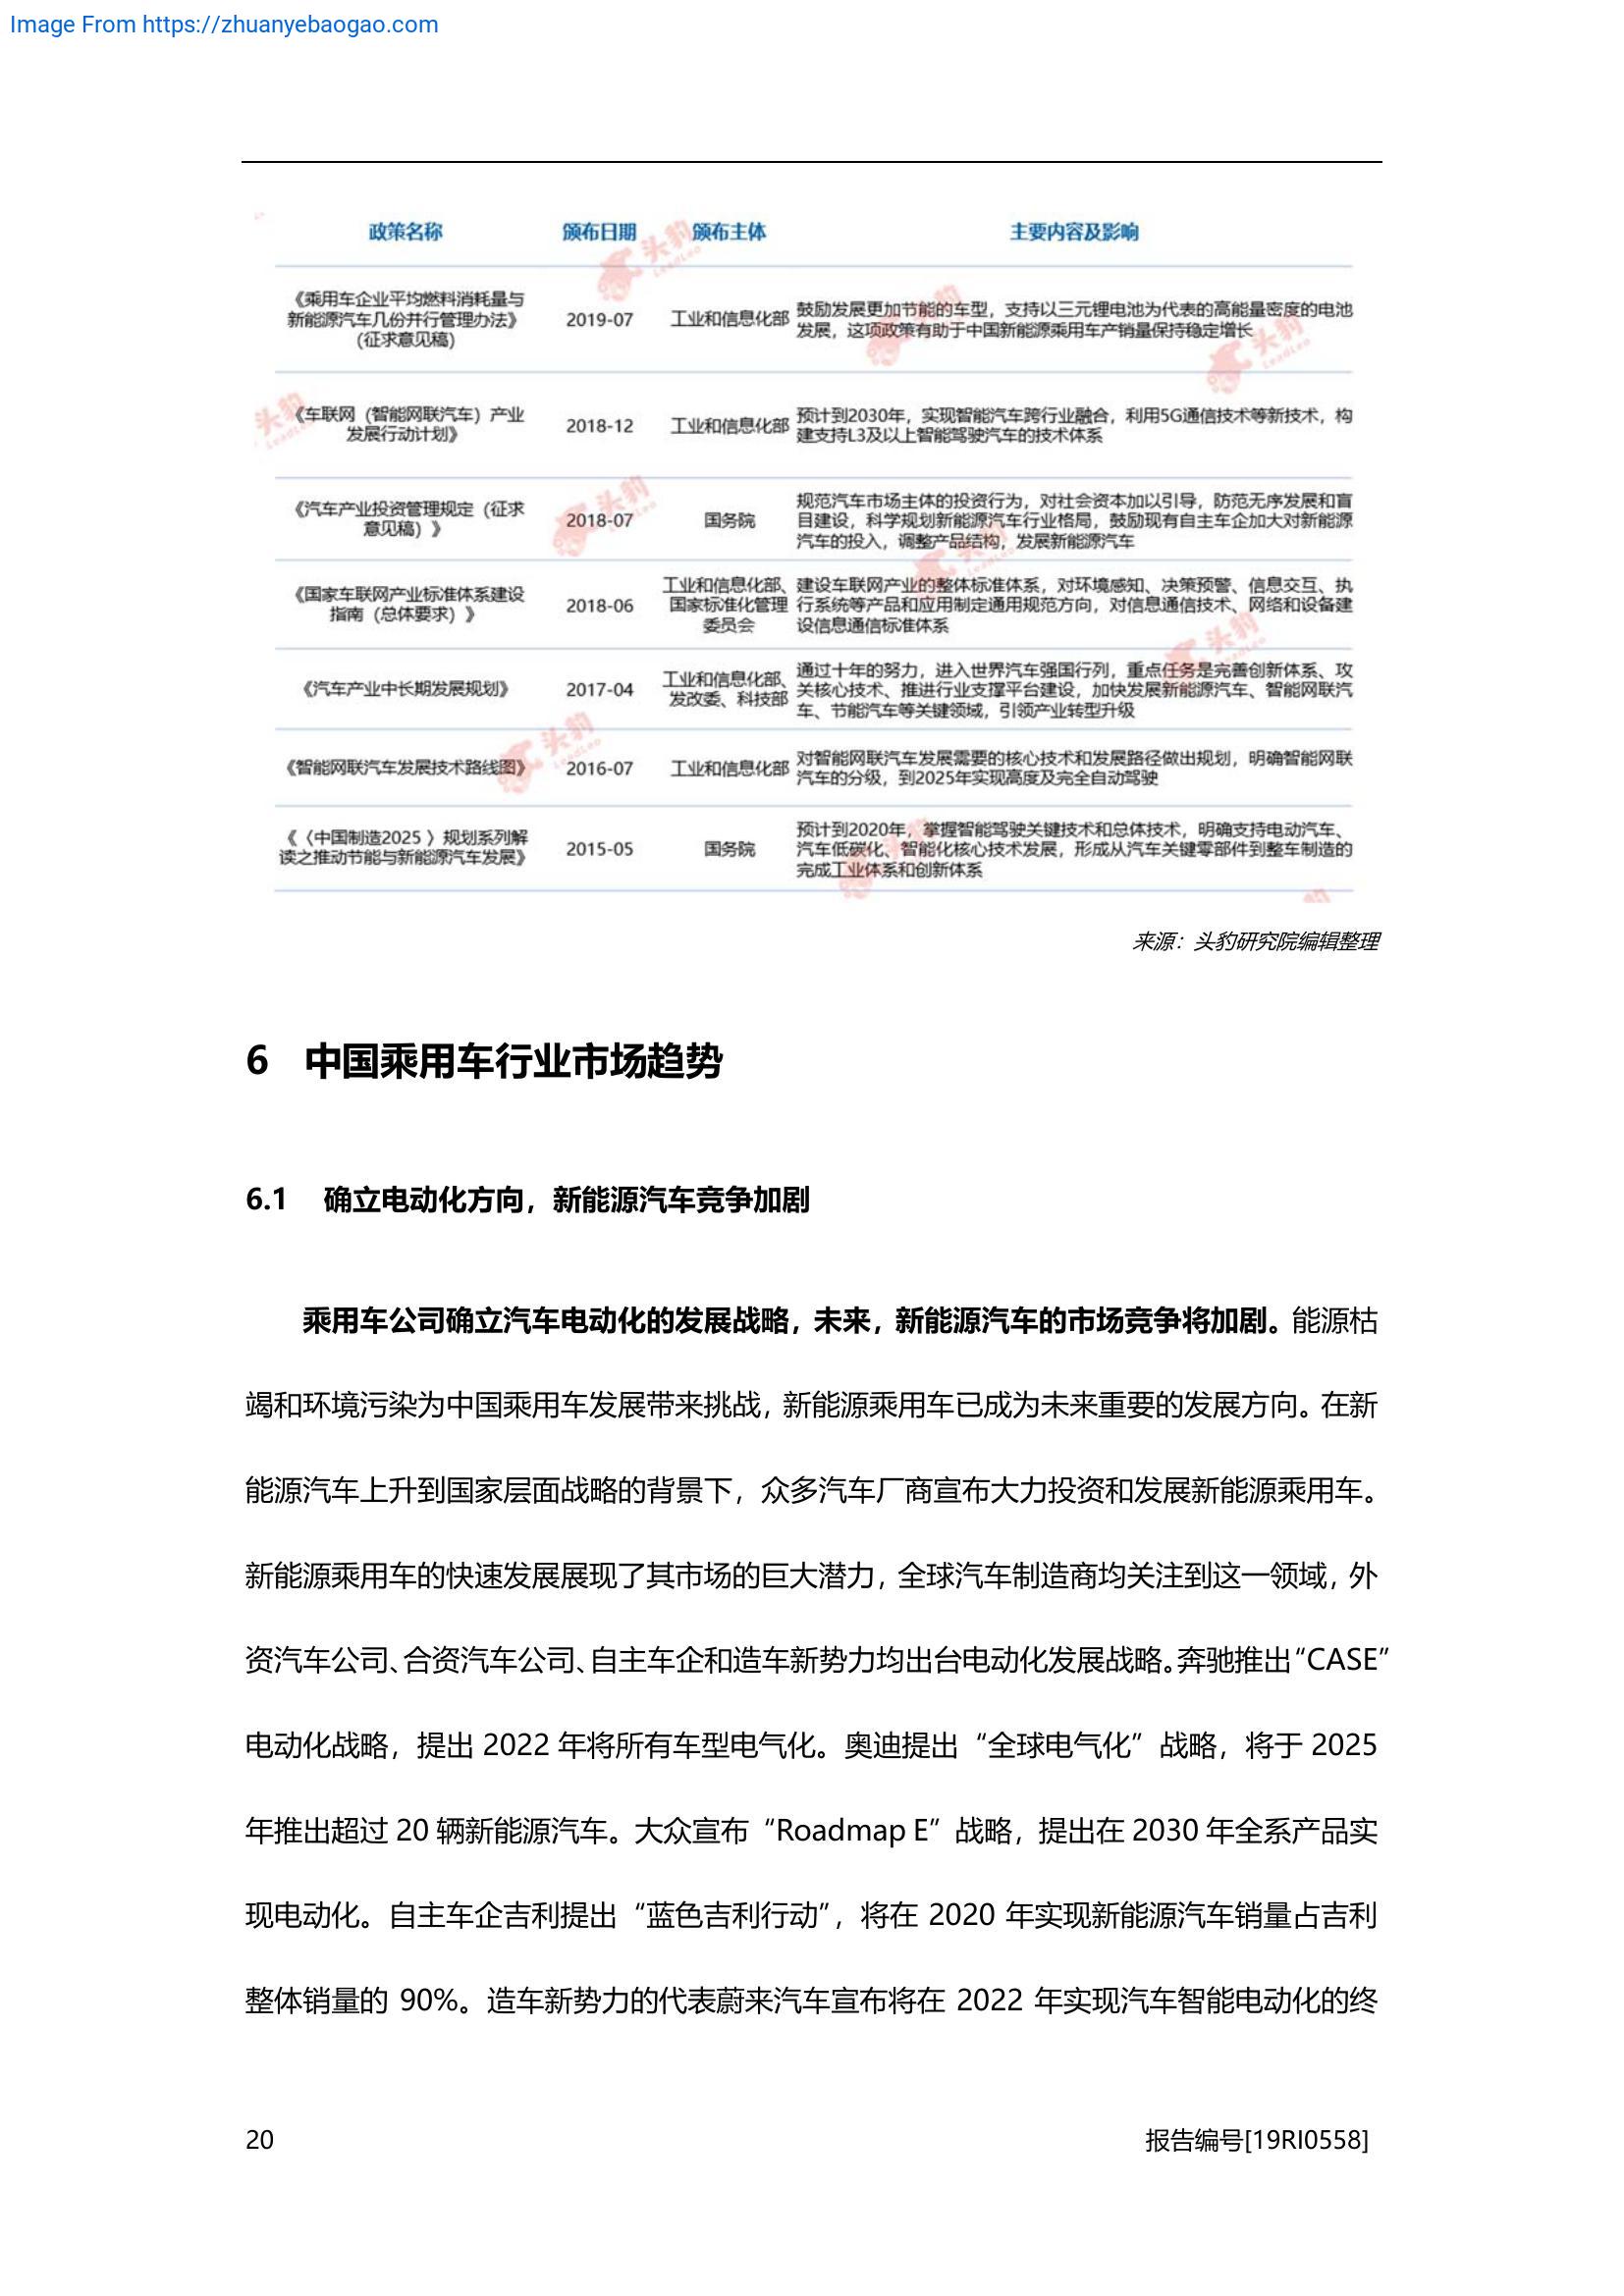 Image From https://zhuanyebaogao.com
政策名称 颁布日期 颁布主体 主要内容及影响
《乘用车企业平均燃料消耗量与
新能源汽车几份并行管理办法》
(征求意见稿)
2019-07
工业和信息化部
鼓励发展更加节能的车型，支持以三元锂电池为代表的高能量密度的电池
发展，这项政策有助于中国新能源乘用车产销量保持稳定增长
《车联网（智能网联汽车）产业
发展行动计划》
2018-12
工业和信息化部
预计到2030年，实现智能汽车跨行业融合，利用5G通信技术等新技术，构
建支持L3及以上智能驾驶汽车的技术体系
《汽车产业投资管理规定（征求
意见稿）》
2018-07
国务院
规范汽车市场主体的投资行为，对社会资本加以引导，防范无序发展和盲
目建设，科学规划新能源汽车行业格局，鼓励现有自主车企加大对新能源
汽车的投入，调整产品结构，发展新能源汽车
《国家车联网产业标准体系建设
指南（总体要求）》
2018-06
工业和信息化部、
国家标准化管理
委员会
建设车联网产业的整体标准体系，对环境感知、决策预警、信息交互、执
行系统等产品和应用制定通用规范方向，对信息通信技术、网络和设备建
设信息通信标准体系
《汽车产业中长期发展规划》
2017-04
工业和信息化部、
发改委、科技部
通过十年的努力，进入世界汽车强国行列，重点任务是完善创新体系、攻
关核心技术、推进行业支撑平台建设，加快发展新能源汽车、智能网联汽
车、节能汽车等关键领域，引领产业转型升级
《智能网联汽车发展技术路线图》
2016-07
工业和信息化部
对智能网联汽车发展需要的核心技术和发展路径做出规划，明确智能网联
汽车的分级，到2025年实现高度及完全自动驾驶
《〈中国制造2025 〉规划系列解
读之推动节能与新能源汽车发展》
2015-05
国务院
预计到2020年，掌握智能驾驶关键技术和总体技术，明确支持电动汽车、
汽车低碳化、智能化核心技术发展，形成从汽车关键零部件到整车制造的
完成工业体系和创新体系
来源：头豹研究院编辑整理
6 中国乘用车行业市场趋势
6.1 确立电动化方向，新能源汽车竞争加剧
乘用车公司确立汽车电动化的发展战略，未来，新能源汽车的市场竞争将加剧。能源枯
竭和环境污染为中国乘用车发展带来挑战，新能源乘用车已成为未来重要的发展方向。在新
能源汽车上升到国家层面战略的背景下，众多汽车厂商宣布大力投资和发展新能源乘用车。
新能源乘用车的快速发展展现了其市场的巨大潜力，全球汽车制造商均关注到这一领域，外
资汽车公司、合资汽车公司、自主车企和造车新势力均出台电动化发展战略。奔驰推出“CASE”
电动化战略，提出 2022 年将所有车型电气化。奥迪提出“全球电气化”战略，将于 2025
年推出超过 20 辆新能源汽车。大众宣布“Roadmap E”战略，提出在 2030 年全系产品实
现电动化。自主车企吉利提出“蓝色吉利行动”，将在 2020 年实现新能源汽车销量占吉利
整体销量的 90%。造车新势力的代表蔚来汽车宣布将在 2022 年实现汽车智能电动化的终
20 报告编号[19RI0558]